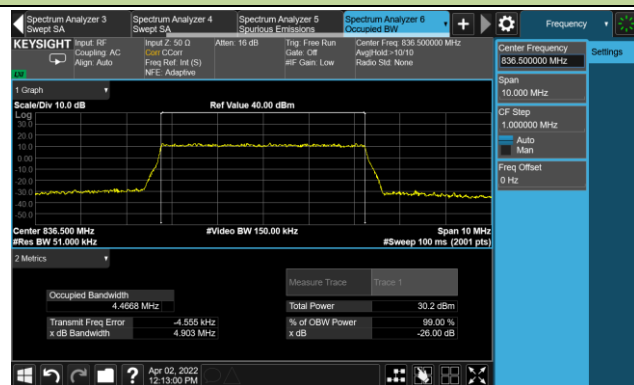 Spectrum Analyzer 3
Swept SA
Spectrum Analyzer 4
Swept SA
Spectrum Analyzer 5
Spurious Emissions
Spectrum Analyzer 6
Occupied BW
Frequency
KEYSIGHT
Input: RF
Coupling: AC
Align: Auto
Input Z: 50 Ω
Corr CCorr
Freq Ref: Int (S)
NFE: Adaptive
Atten: 16 dB
Trig: Free Run
Gate: Off
#IF Gain: Low
Center Freq: 836.500000 MHz
Avg|Hold:>10/10
Radio Std: None
Center Frequency
836.500000 MHz
Settings
Span
10.000 MHz
CF Step
1.000000 MHz
Auto
Man
Freq Offset
0 Hz
1 Graph
Scale/Div 10.0 dB
Ref Value 40.00 dBm
Log
30.0
20.0
10.0
0.00
-10.0
-20.0
-30.0
-40.0
-50.0
Center 836.500 MHz
#Video BW 150.00 kHz
Span 10 MHz
#Res BW 51.000 kHz
#Sweep 100 ms (2001 pts)
2 Metrics
Measure Trace
Trace 1
Occupied Bandwidth
4.4668 MHz
Total Power
30.2 dBm
Transmit Freq Error
-4.555 kHz
% of OBW Power
99.00 %
x dB Bandwidth
4.903 MHz
x dB
-26.00 dB
Apr 02, 2022
12:13:00 PM